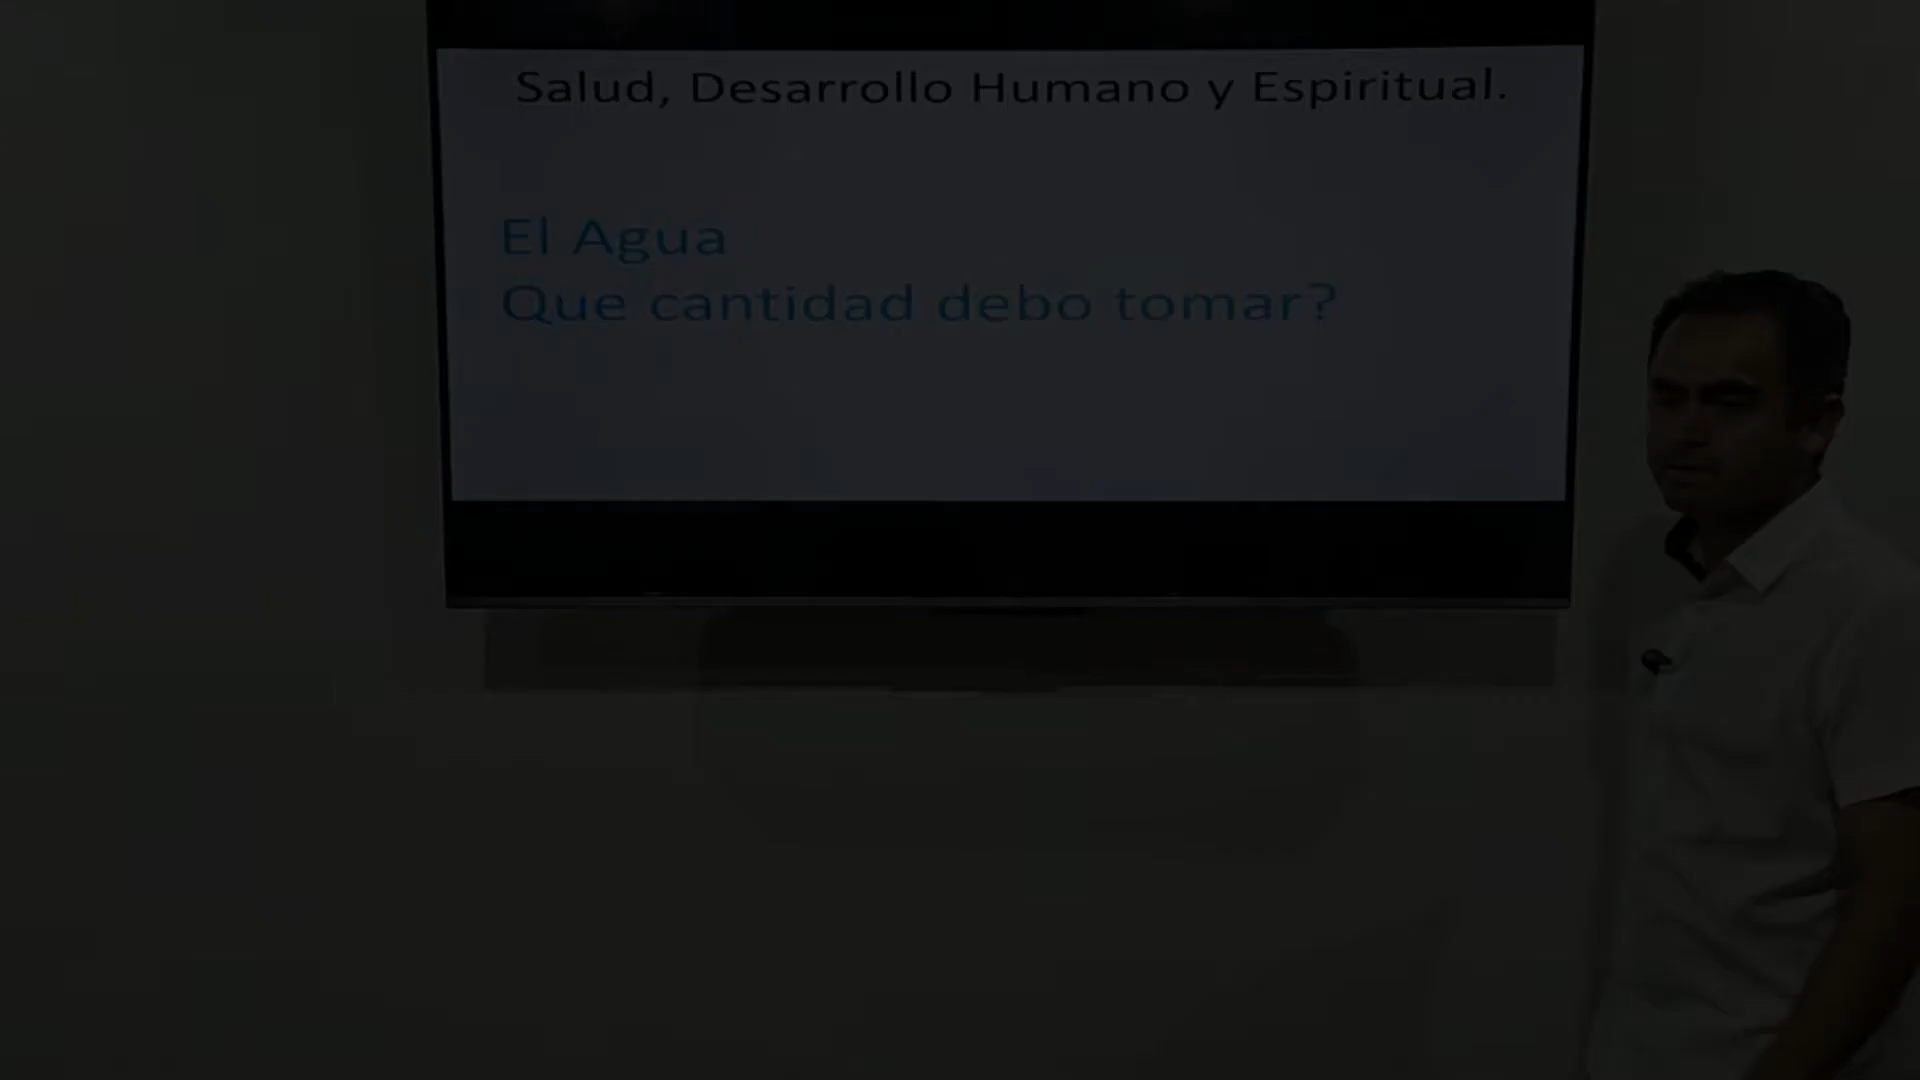 Salud, Desarrollo Humano y Espiritual.
El Agua
Que cantidad debo tomar?